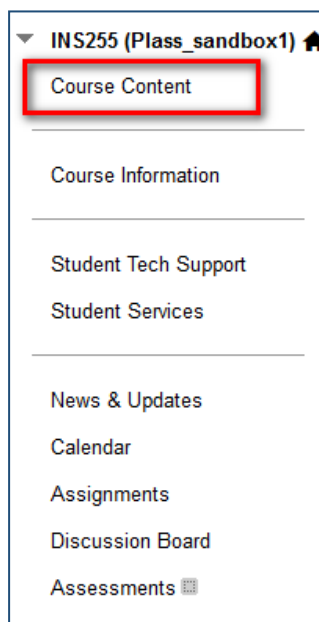 INS255 (Plass_sandbox1)
Course Content
Course Information
Student Tech Support
Student Services
News & Updates
Calendar
Assignments
Discussion Board
Assessments